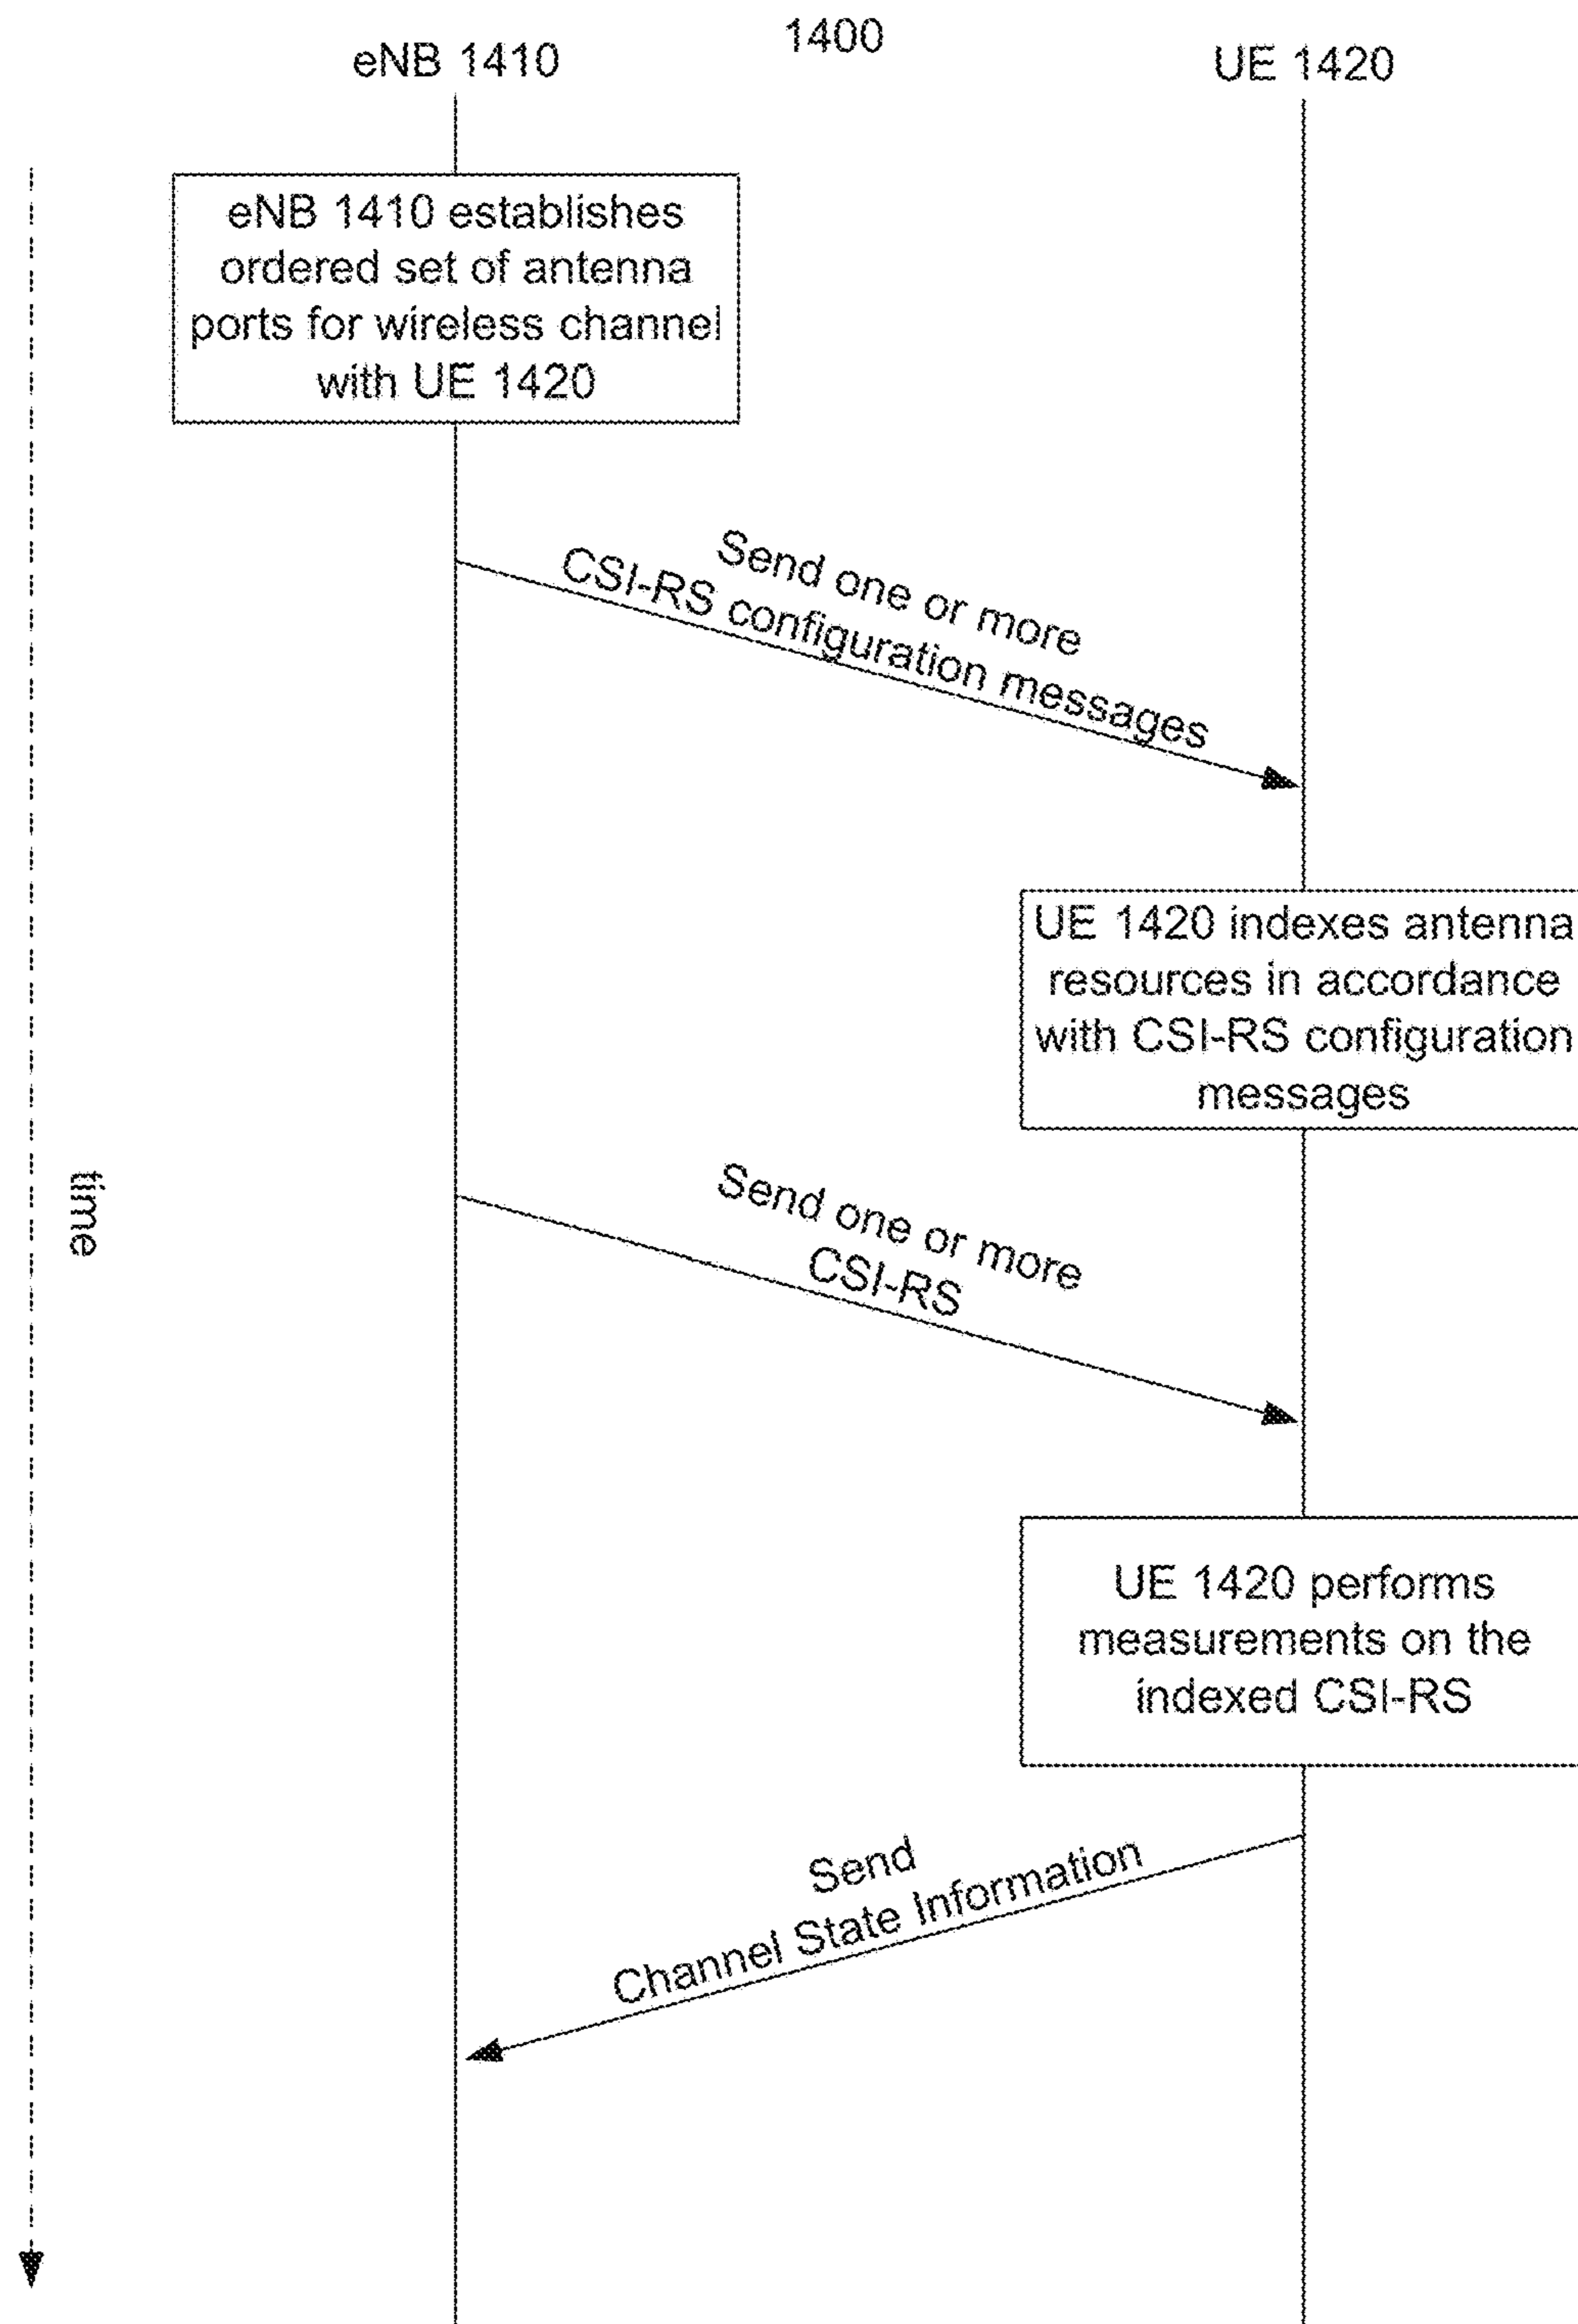 1400
eNB 1410
UE 1420
eNB 1410 establishes
ordered set of antenna
ports for wireless channel
with UE 1420
Send one or more
CSI-RS configuration messages
UE 1420 indexes antenna
resources in accordance
with CSI-RS configuration
messages
time
Send one or more
CSI-RS
UE 1420 performs
measurements on the
indexed CSI-RS
Send
Channel State Information